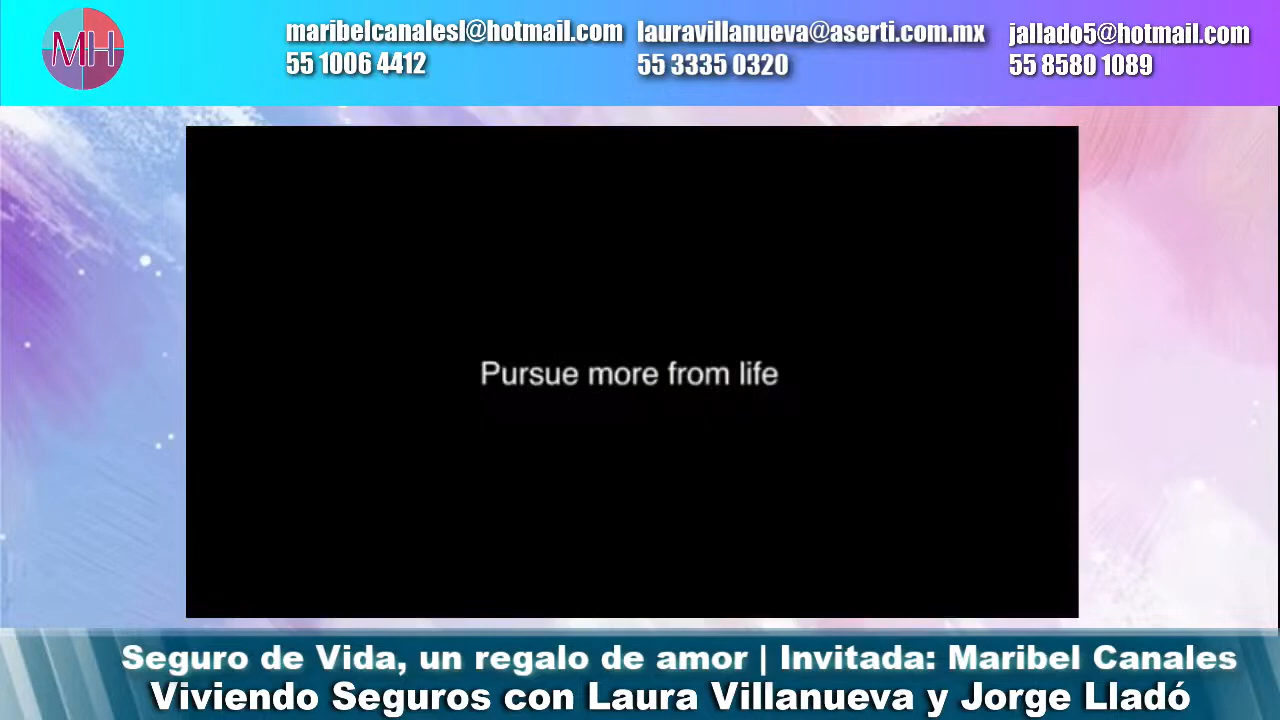 MH
maribelcanalesl@hotmail.com
55 1006 4412
lauravillanueva@aserti.com.mx
55 3335 0320
jallado5@hotmail.com
55 8580 1089
Pursue more from life
Seguro de Vida, un regalo de amor | Invitada: Maribel Canales
Viviendo Seguros con Laura Villanueva y Jorge Lladó